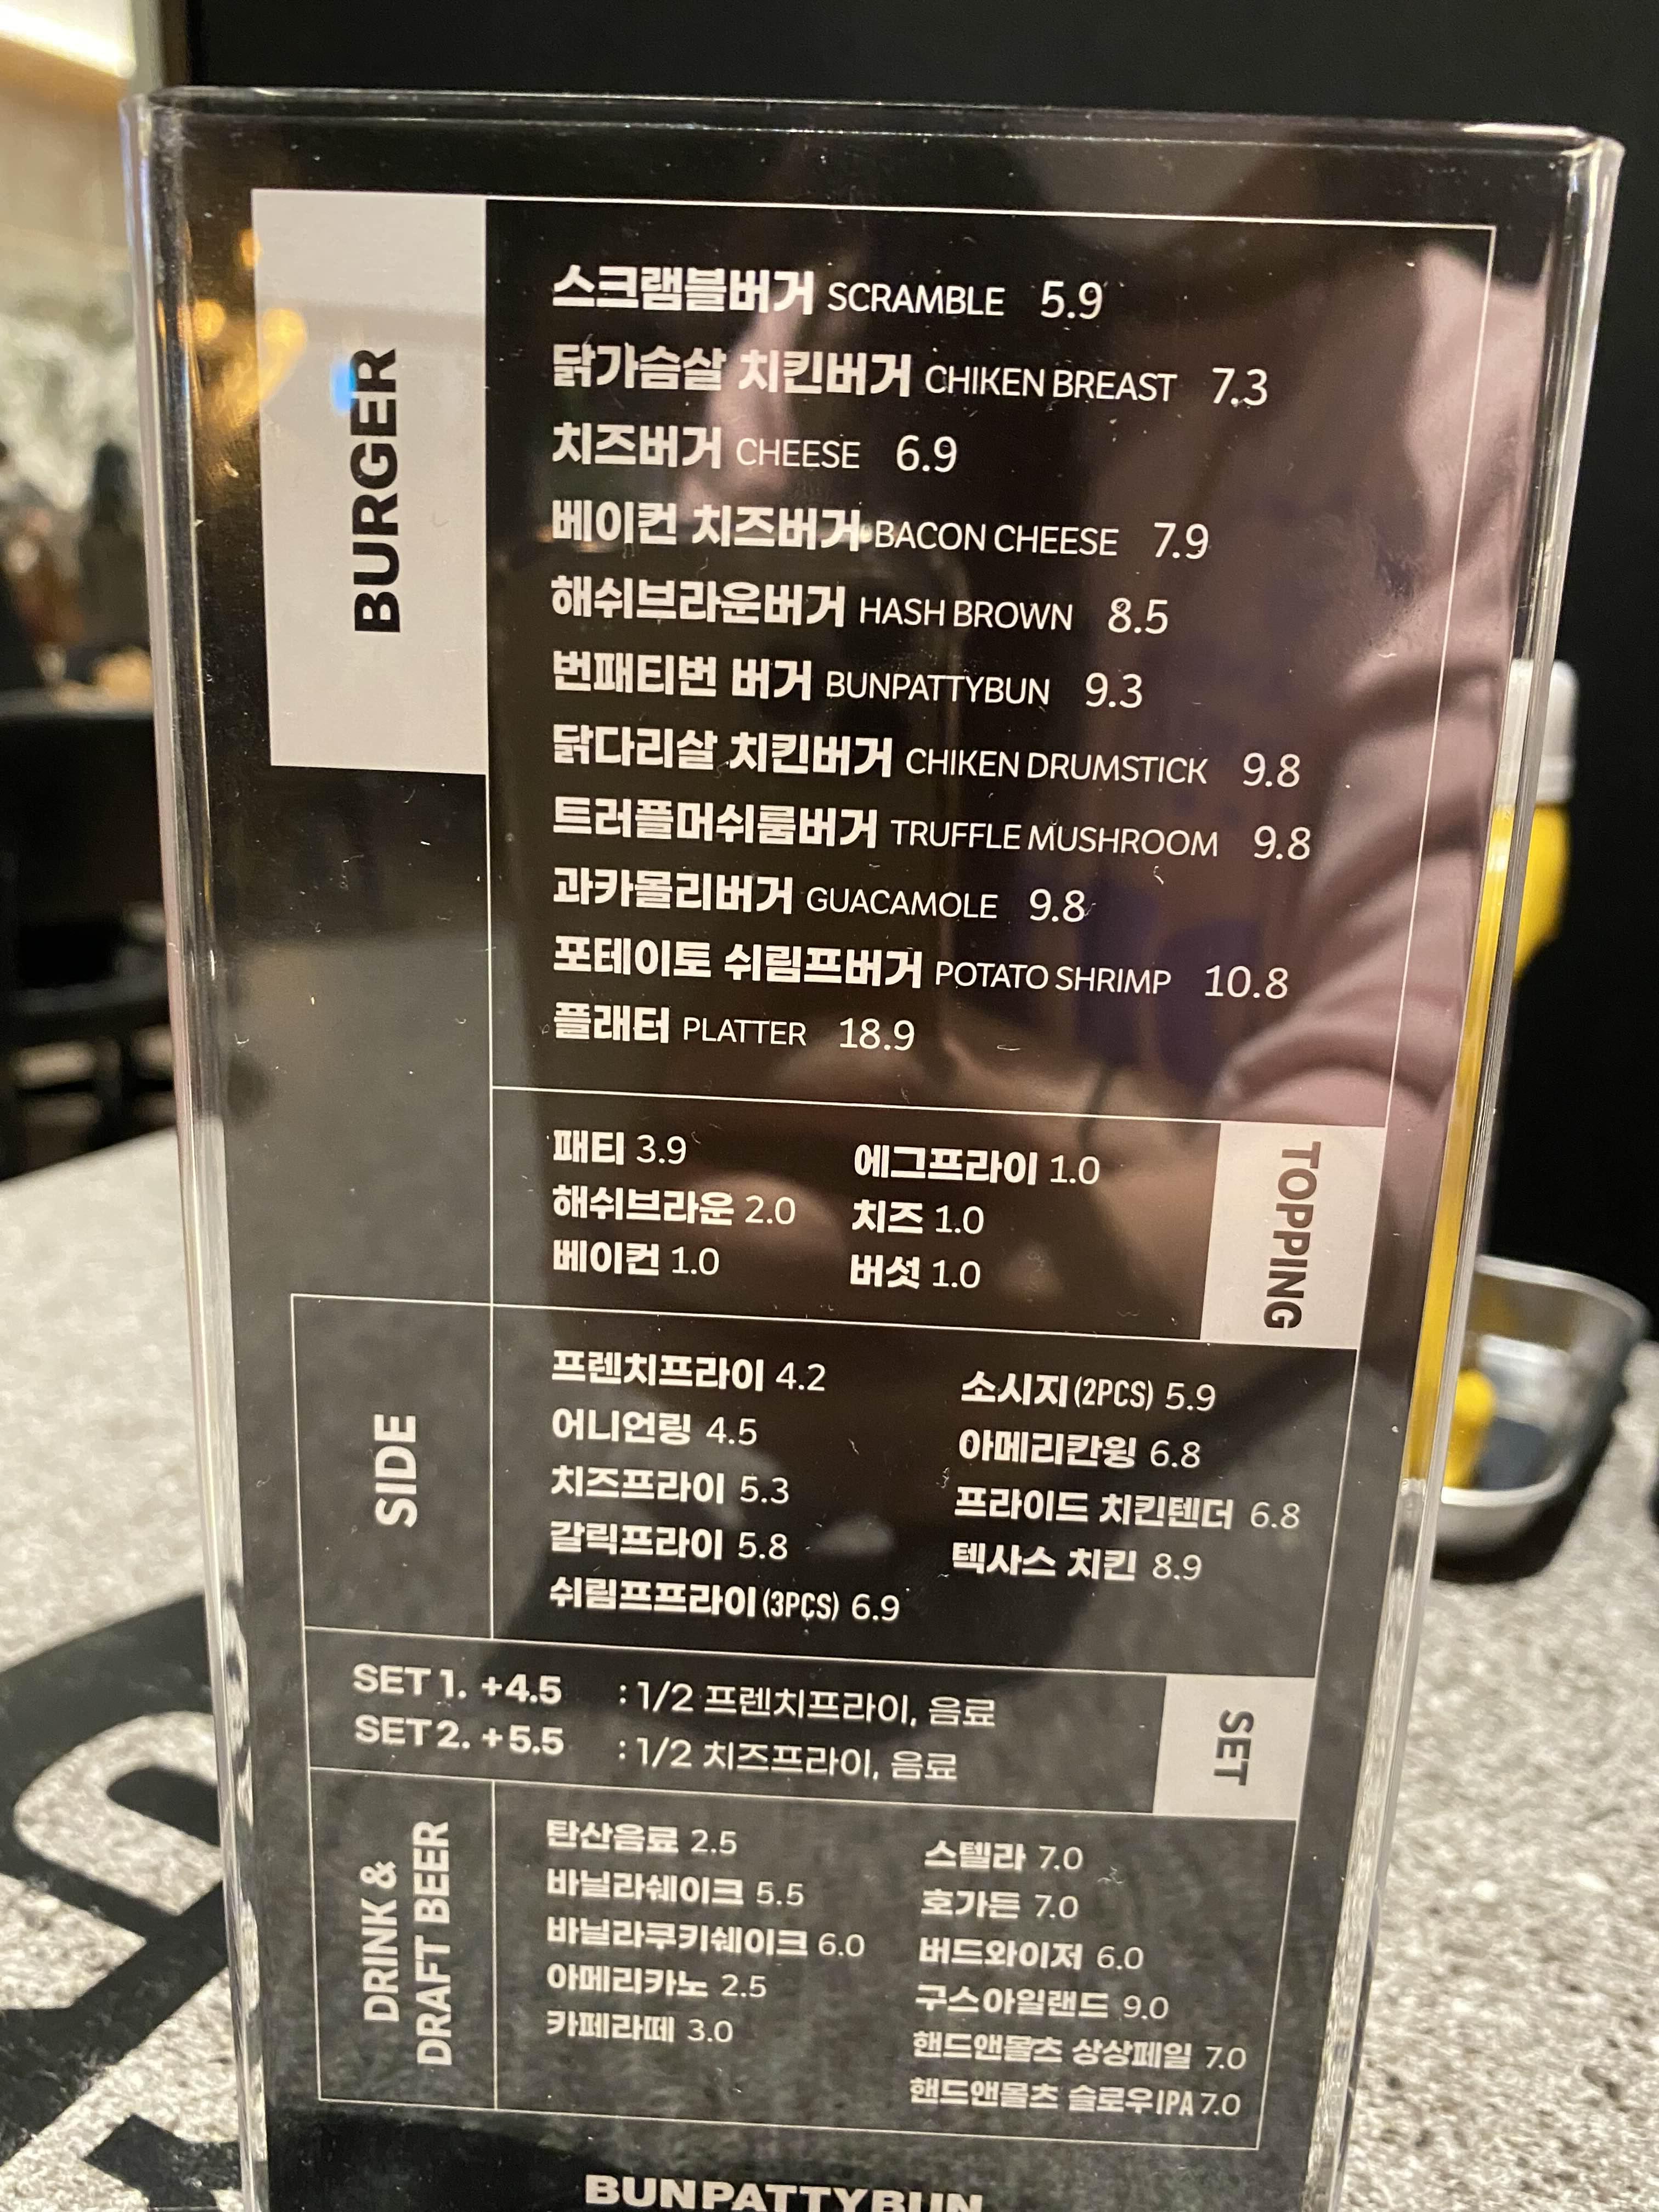 BURGER
스크램블버거 SCRAMBLE 5.9
닭가슴살 치킨버거 CHIKEN BREAST 7.3
치즈버거 CHEESE 6.9
베이컨 치즈버거 BACON CHEESE 7.9
해쉬브라운버거 HASH BROWN 8.5
번패티번 버거 BUNPATTYBUN 9.3
닭다리살 치킨버거 CHIKEN DRUMSTICK 9.8
트러플머쉬룸버거 TRUFFLE MUSHROOM 9.8
과카몰리버거 GUACAMOLE 9.8
포테이토 쉬림프버거 POTATO SHRIMP 10.8
플래터 PLATTER 18.9
TOPPING
패티 3.9
해쉬브라운 2.0
베이컨 1.0
에그프라이 1.0
치즈 1.0
버섯 1.0
SIDE
프렌치프라이 4.2
어니언링 4.5
치즈프라이 5.3
갈릭프라이 5.8
쉬림프프라이 (3PCS) 6.9
소시지 (2PCS) 5.9
아메리칸윙 6.8
프라이드 치킨텐더 6.8
텍사스 치킨 8.9
SET
SET 1. +4.5 : 1/2 프렌치프라이, 음료
SET 2. +5.5 : 1/2 치즈프라이, 음료
DRINK &
DRAFT BEER
탄산음료 2.5
바닐라쉐이크 5.5
바닐라쿠키쉐이크 6.0
아메리카노 2.5
카페라떼 3.0
스텔라 7.0
호가든 7.0
버드와이저 6.0
구스아일랜드 9.0
핸드앤몰츠 상상페일 7.0
핸드앤몰츠 슬로우IPA 7.0
BUNPATTYBUN